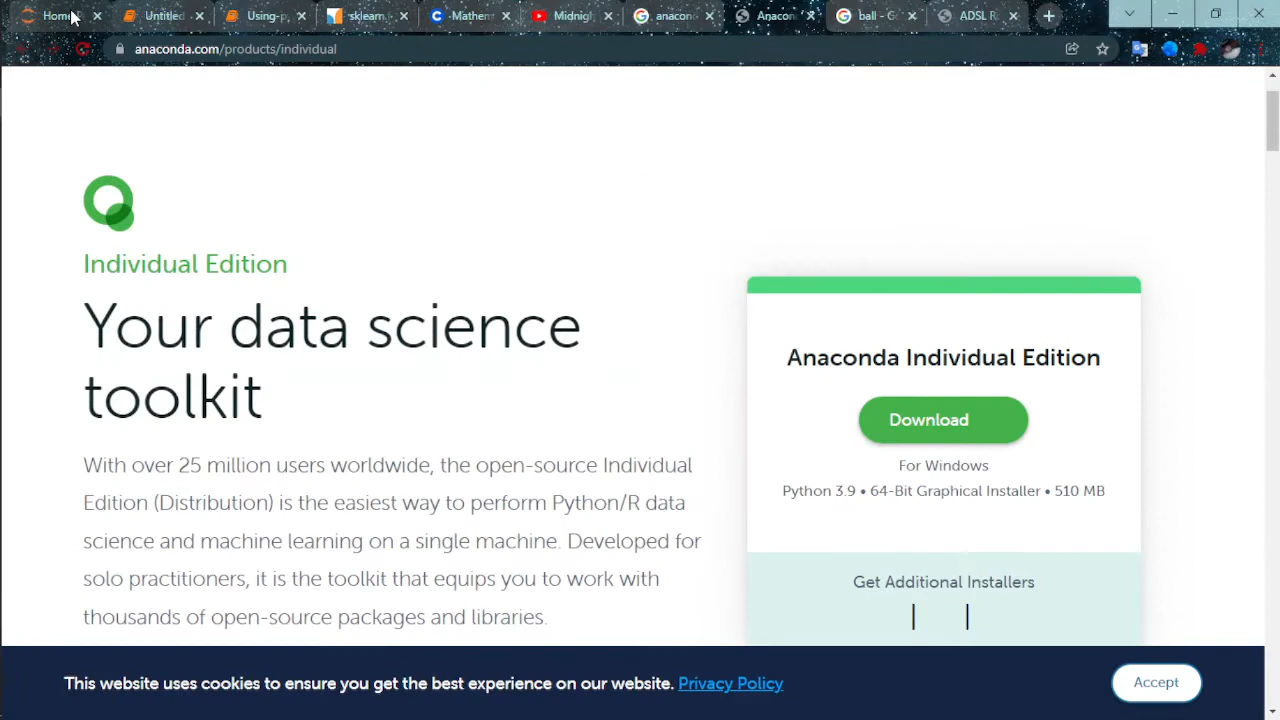 Home
Untitled
Using-p
sklearn.
Mathem
Midnigh
anacon
Anacon
ball - G
ADSL R
anaconda.com/products/individual
Individual Edition
Your data science
toolkit
With over 25 million users worldwide, the open-source Individual
Edition (Distribution) is the easiest way to perform Python/R data
science and machine learning on a single machine. Developed for
solo practitioners, it is the toolkit that equips you to work with
thousands of open-source packages and libraries.
Anaconda Individual Edition
Download
For Windows
Python 3.9 • 64-Bit Graphical Installer • 510 MB
Get Additional Installers
This website uses cookies to ensure you get the best experience on our website. Privacy Policy
Accept